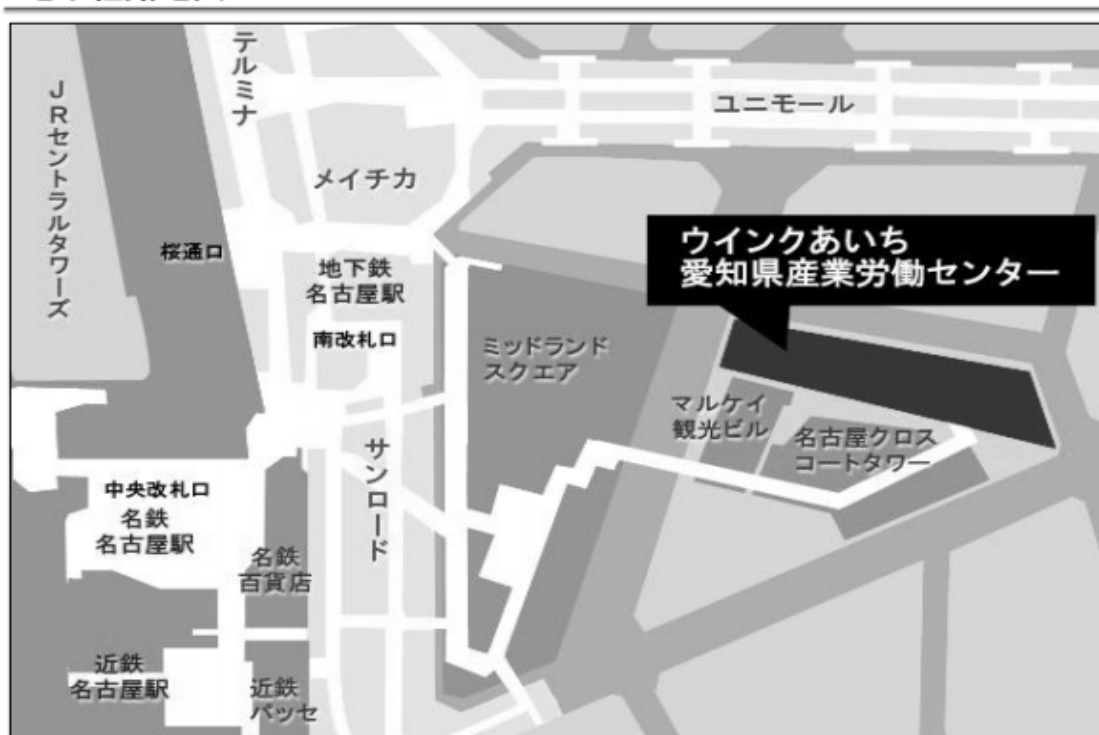 テルミナ
JRセントラルタワーズ
ユニモール
メイチカ
桜通口
地下鉄
名古屋駅
南改札口
ウインクあいち
愛知県産業労働センター
ミッドランド
スクエア
マルケイ
観光ビル
名古屋クロス
コートタワー
サンロード
中央改札口
名鉄
名古屋駅
名鉄
百貨店
近鉄
名古屋駅
近鉄
パッセ